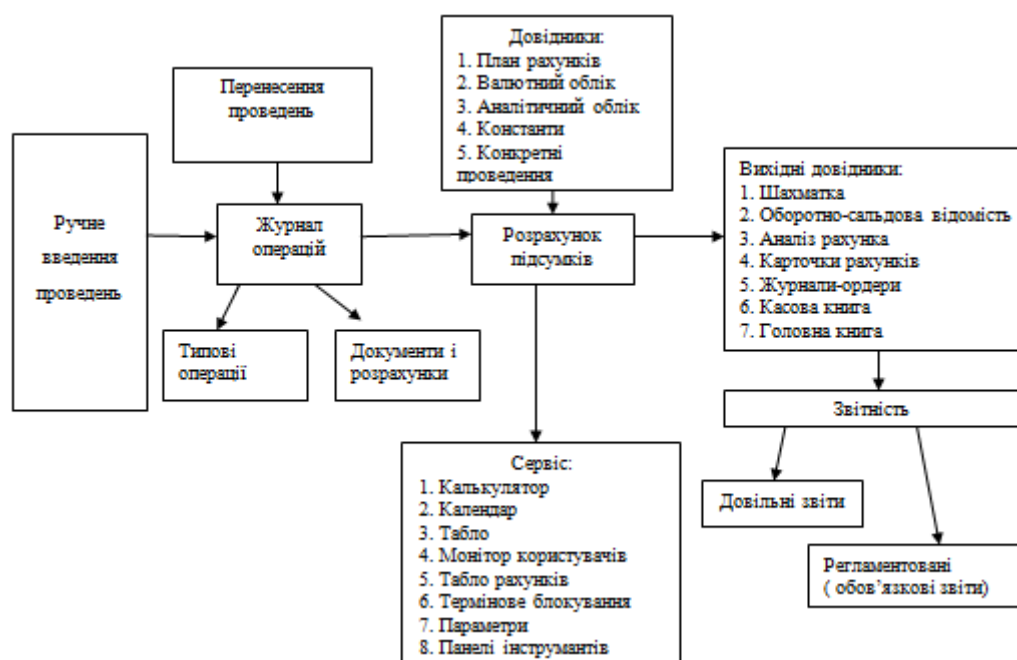 Ручне
введення
проведень
Перенесення
проведень
Журнал
операцій
Типові
операції
Документи і
розрахунки
Довідники:
1. План рахунків
2. Валютний облік
3. Аналітичний облік
4. Константи
5. Конкретні
проведення
Розрахунок
підсумків
Сервіс:
1. Калькулятор
2. Календар
3. Табло
4. Монітор користувачів
5. Табло рахунків
6. Термінове блокування
7. Параметри
8. Панелі інструмантів
Вихідні довідники:
1. Шахматка
2. Оборотно-сальдова відомість
3. Аналіз рахунка
4. Карточки рахунків
5. Журнали-ордери
6. Касова книга
7. Головна книга
Звітність
Довільні звіти
Регламентовані
( обов’язкові звіти)